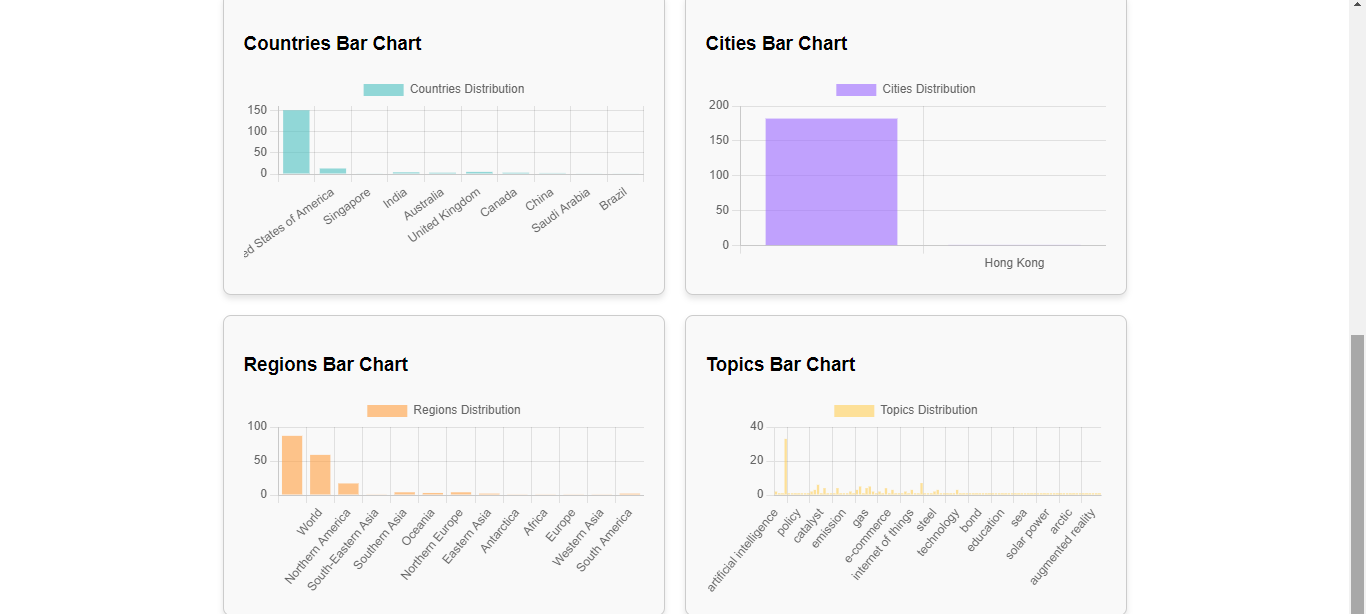 Countries Bar Chart
Countries Distribution
150
100
50
0
ed States of America
Singapore
India
Australia
United Kingdom
Canada
China
Saudi Arabia
Brazil
Cities Bar Chart
Cities Distribution
200
150
100
50
0
Hong Kong
Regions Bar Chart
Regions Distribution
100
50
0
World
Northern America
South-Eastern Asia
Southern Asia
Oceania
Northern Europe
Eastern Asia
Antarctica
Africa
Europe
Western Asia
South America
Topics Bar Chart
Topics Distribution
40
20
0
artificial intelligence
policy
catalyst
emission
gas
e-commerce
internet of things
steel
technology
bond
education
sea
solar power
arctic
augmented reality